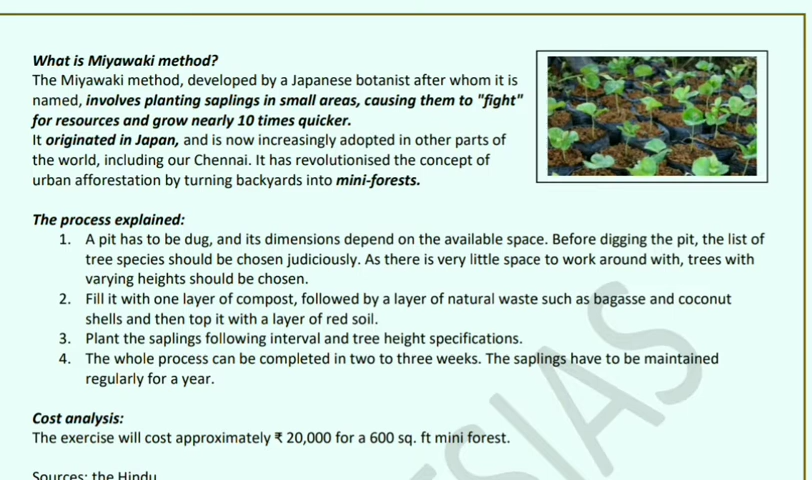 What is Miyawaki method?
The Miyawaki method, developed by a Japanese botanist after whom it is
named, involves planting saplings in small areas, causing them to "fight"
for resources and grow nearly 10 times quicker.
It originated in Japan, and is now increasingly adopted in other parts of
the world, including our Chennai. It has revolutionised the concept of
urban afforestation by turning backyards into mini-forests.
The process explained:
1. A pit has to be dug, and its dimensions depend on the available space. Before digging the pit, the list of
tree species should be chosen judiciously. As there is very little space to work around with, trees with
varying heights should be chosen.
2. Fill it with one layer of compost, followed by a layer of natural waste such as bagasse and coconut
shells and then top it with a layer of red soil.
3. Plant the saplings following interval and tree height specifications.
4. The whole process can be completed in two to three weeks. The saplings have to be maintained
regularly for a year.
Cost analysis:
The exercise will cost approximately ₹ 20,000 for a 600 sq. ft mini forest.
Sources: the Hindu
SIAS